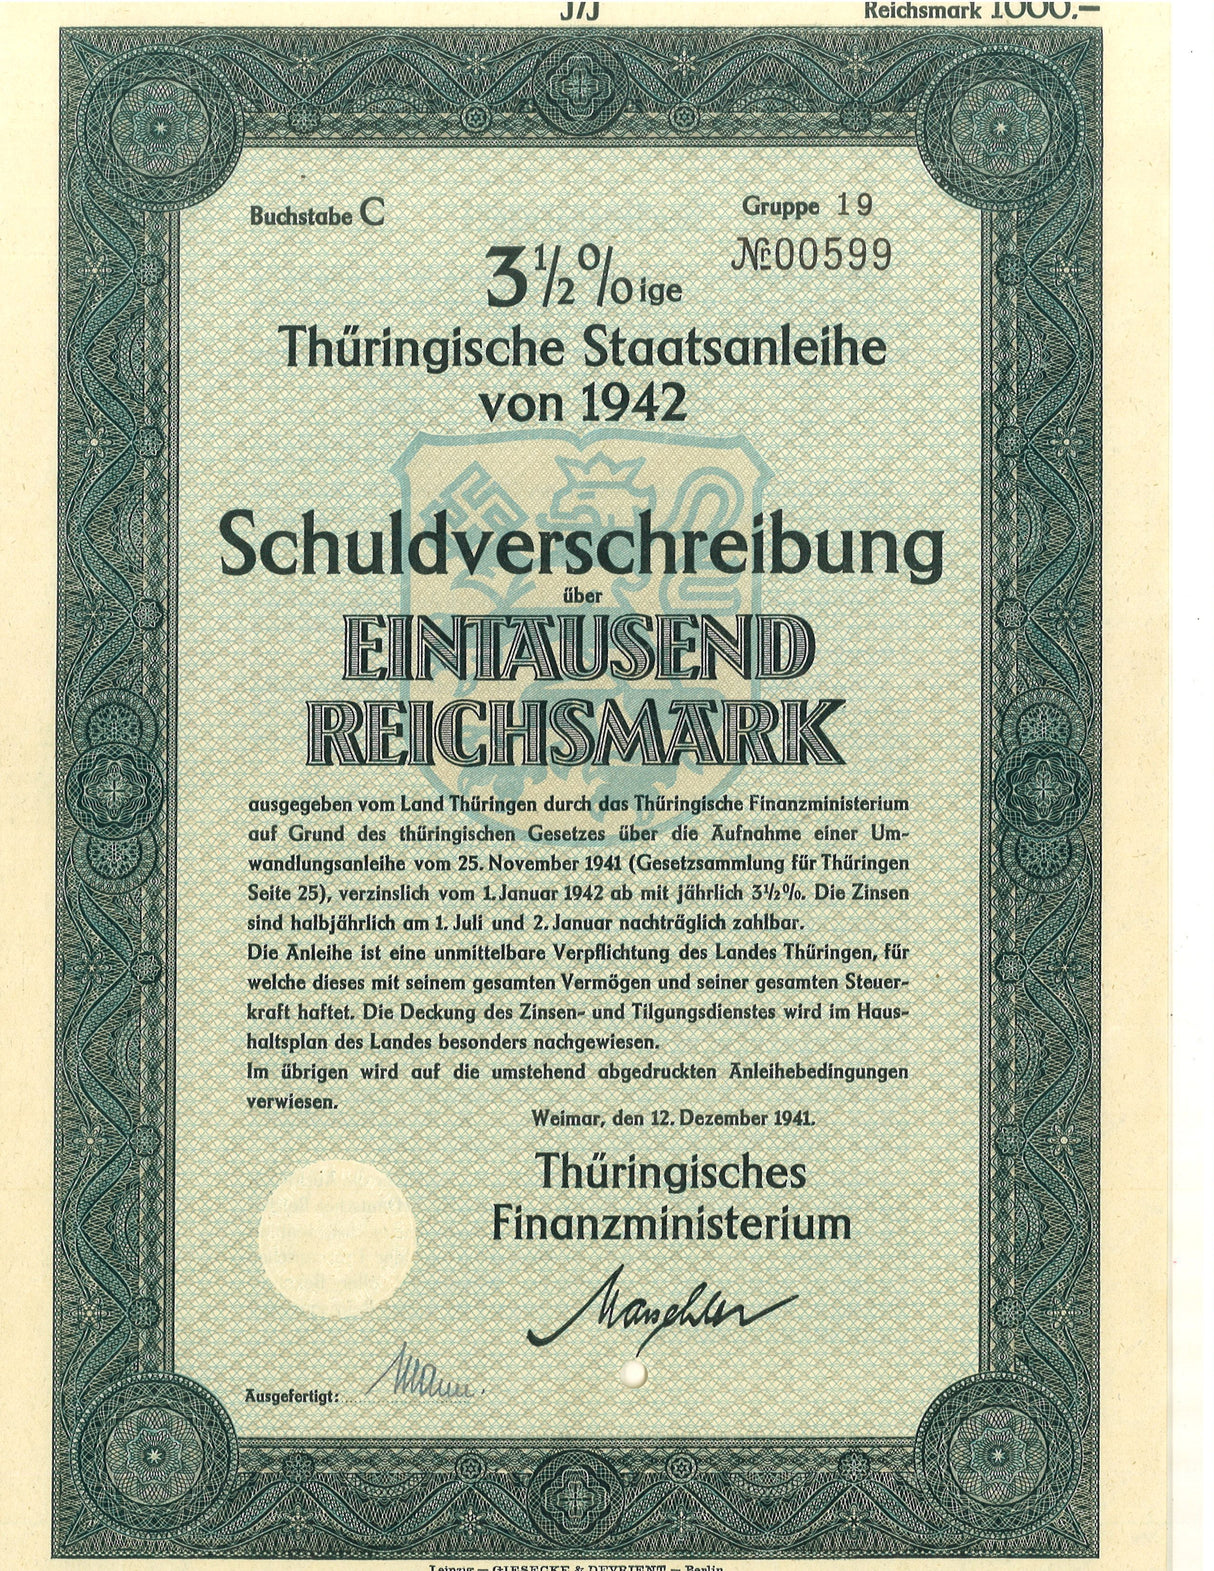 J/J Reichsmark 1000.—
Buchstabe C
Gruppe 19
№00599
3½%ige
Thüringische Staatsanleihe
von 1942
Schuldverschreibung
über
EINTAUSEND
REICHSMARK
ausgegeben vom Land Thüringen durch das Thüringische Finanzministerium
auf Grund des thüringischen Gesetzes über die Aufnahme einer Um-
wandlungsanleihe vom 25. November 1941 (Gesetzsammlung für Thüringen
Seite 25), verzinslich vom 1. Januar 1942 ab mit jährlich 3½%. Die Zinsen
sind halbjährlich am 1. Juli und 2. Januar nachträglich zahlbar.
Die Anleihe ist eine unmittelbare Verpflichtung des Landes Thüringen, für
welche dieses mit seinem gesamten Vermögen und seiner gesamten Steuer-
kraft haftet. Die Deckung des Zinsen- und Tilgungsdienstes wird im Haus-
haltsplan des Landes besonders nachgewiesen.
Im übrigen wird auf die umstehend abgedruckten Anleihebedingungen
verwiesen.
Weimar, den 12. Dezember 1941.
Thüringisches
Finanzministerium
Marschler
Ausgefertigt:
Leipzig — GIESECKE & DEVRIENT — Berlin